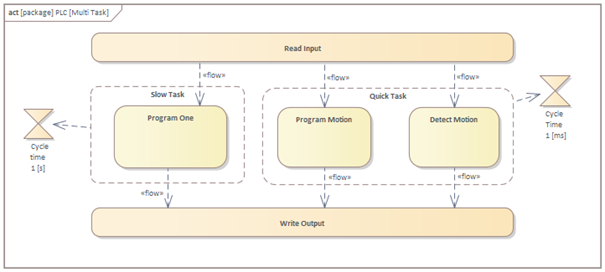 act [package] PLC [Multi Task]
Read Input
«flow»
«flow»
«flow»
Slow Task
Quick Task
Program One
Program Motion
Detect Motion
Cycle
time
1 [s]
Cycle
Time
1 [ms]
«flow»
«flow»
«flow»
Write Output